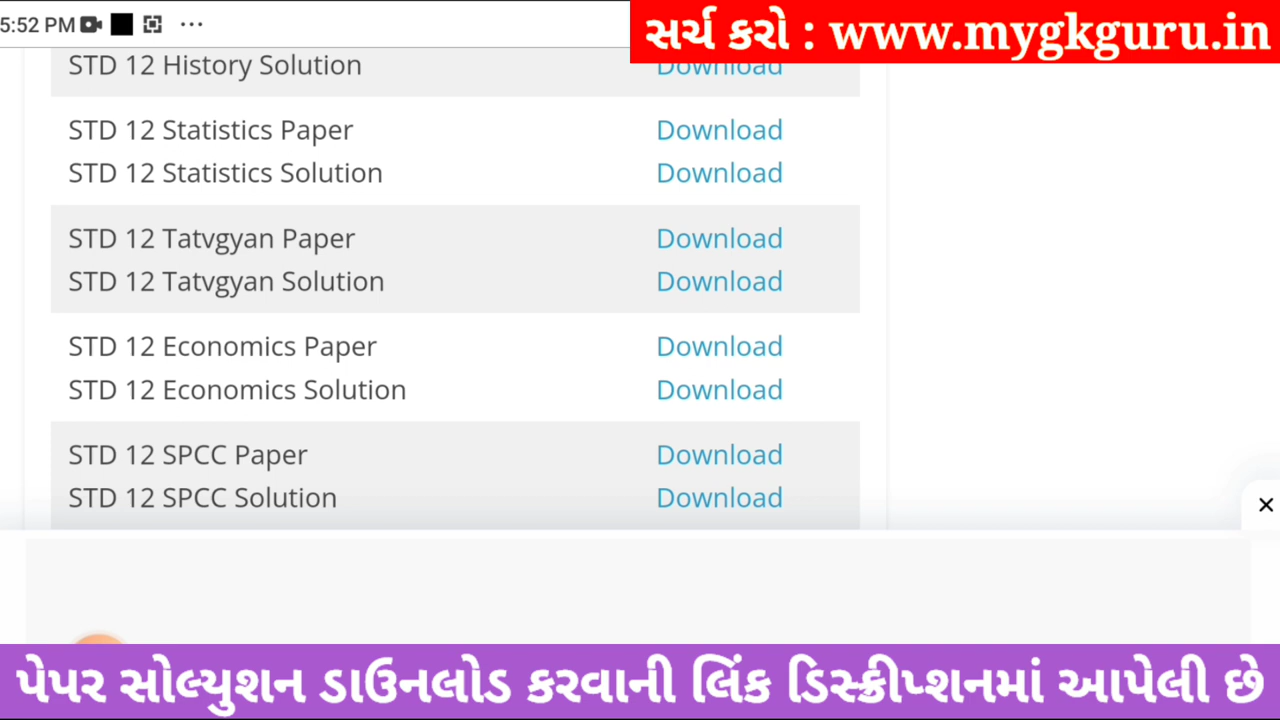 5:52 PM
સર્ચ કરો : www.mygkguru.in
STD 12 History Solution Download
STD 12 Statistics Paper Download
STD 12 Statistics Solution Download
STD 12 Tatvgyan Paper Download
STD 12 Tatvgyan Solution Download
STD 12 Economics Paper Download
STD 12 Economics Solution Download
STD 12 SPCC Paper Download
STD 12 SPCC Solution Download
પેપર સોલ્યુશન ડાઉનલોડ કરવાની લિંક ડિસ્ક્રીપ્શનમાં આપેલી છે